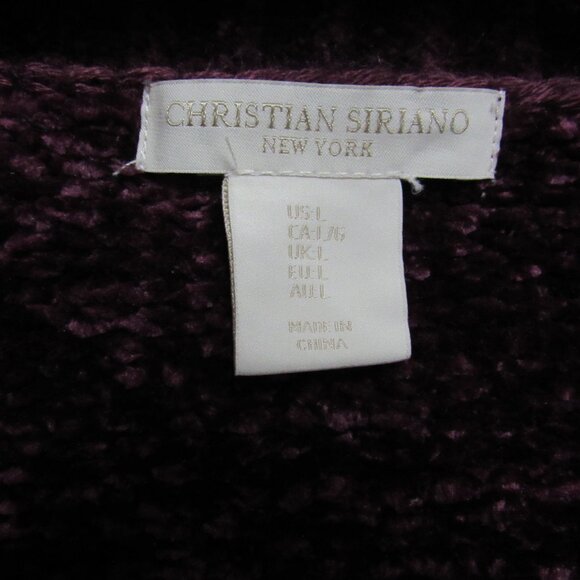 CHRISTIAN SIRIANO
NEW YORK
US:L
CA:L/G
UK:L
EU:L
AU:L
MADE IN
CHINA